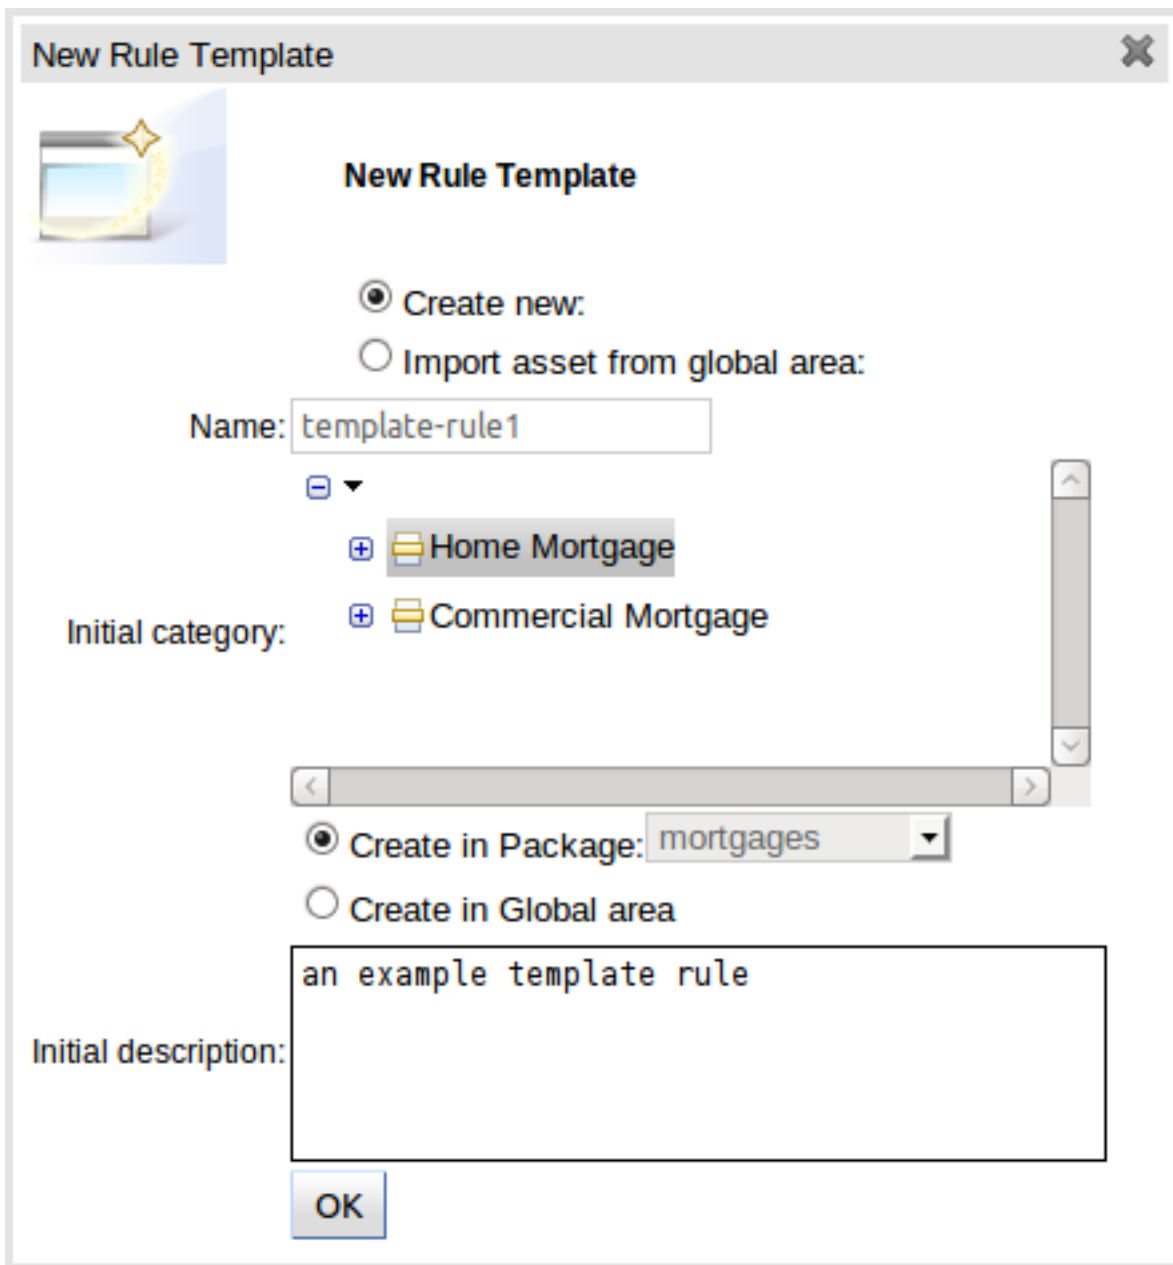 New Rule Template
New Rule Template
Create new:
Import asset from global area:
Name: template-rule1
Home Mortgage
Commercial Mortgage
Initial category:
Create in Package: mortgages
Create in Global area
an example template rule
Initial description:
OK